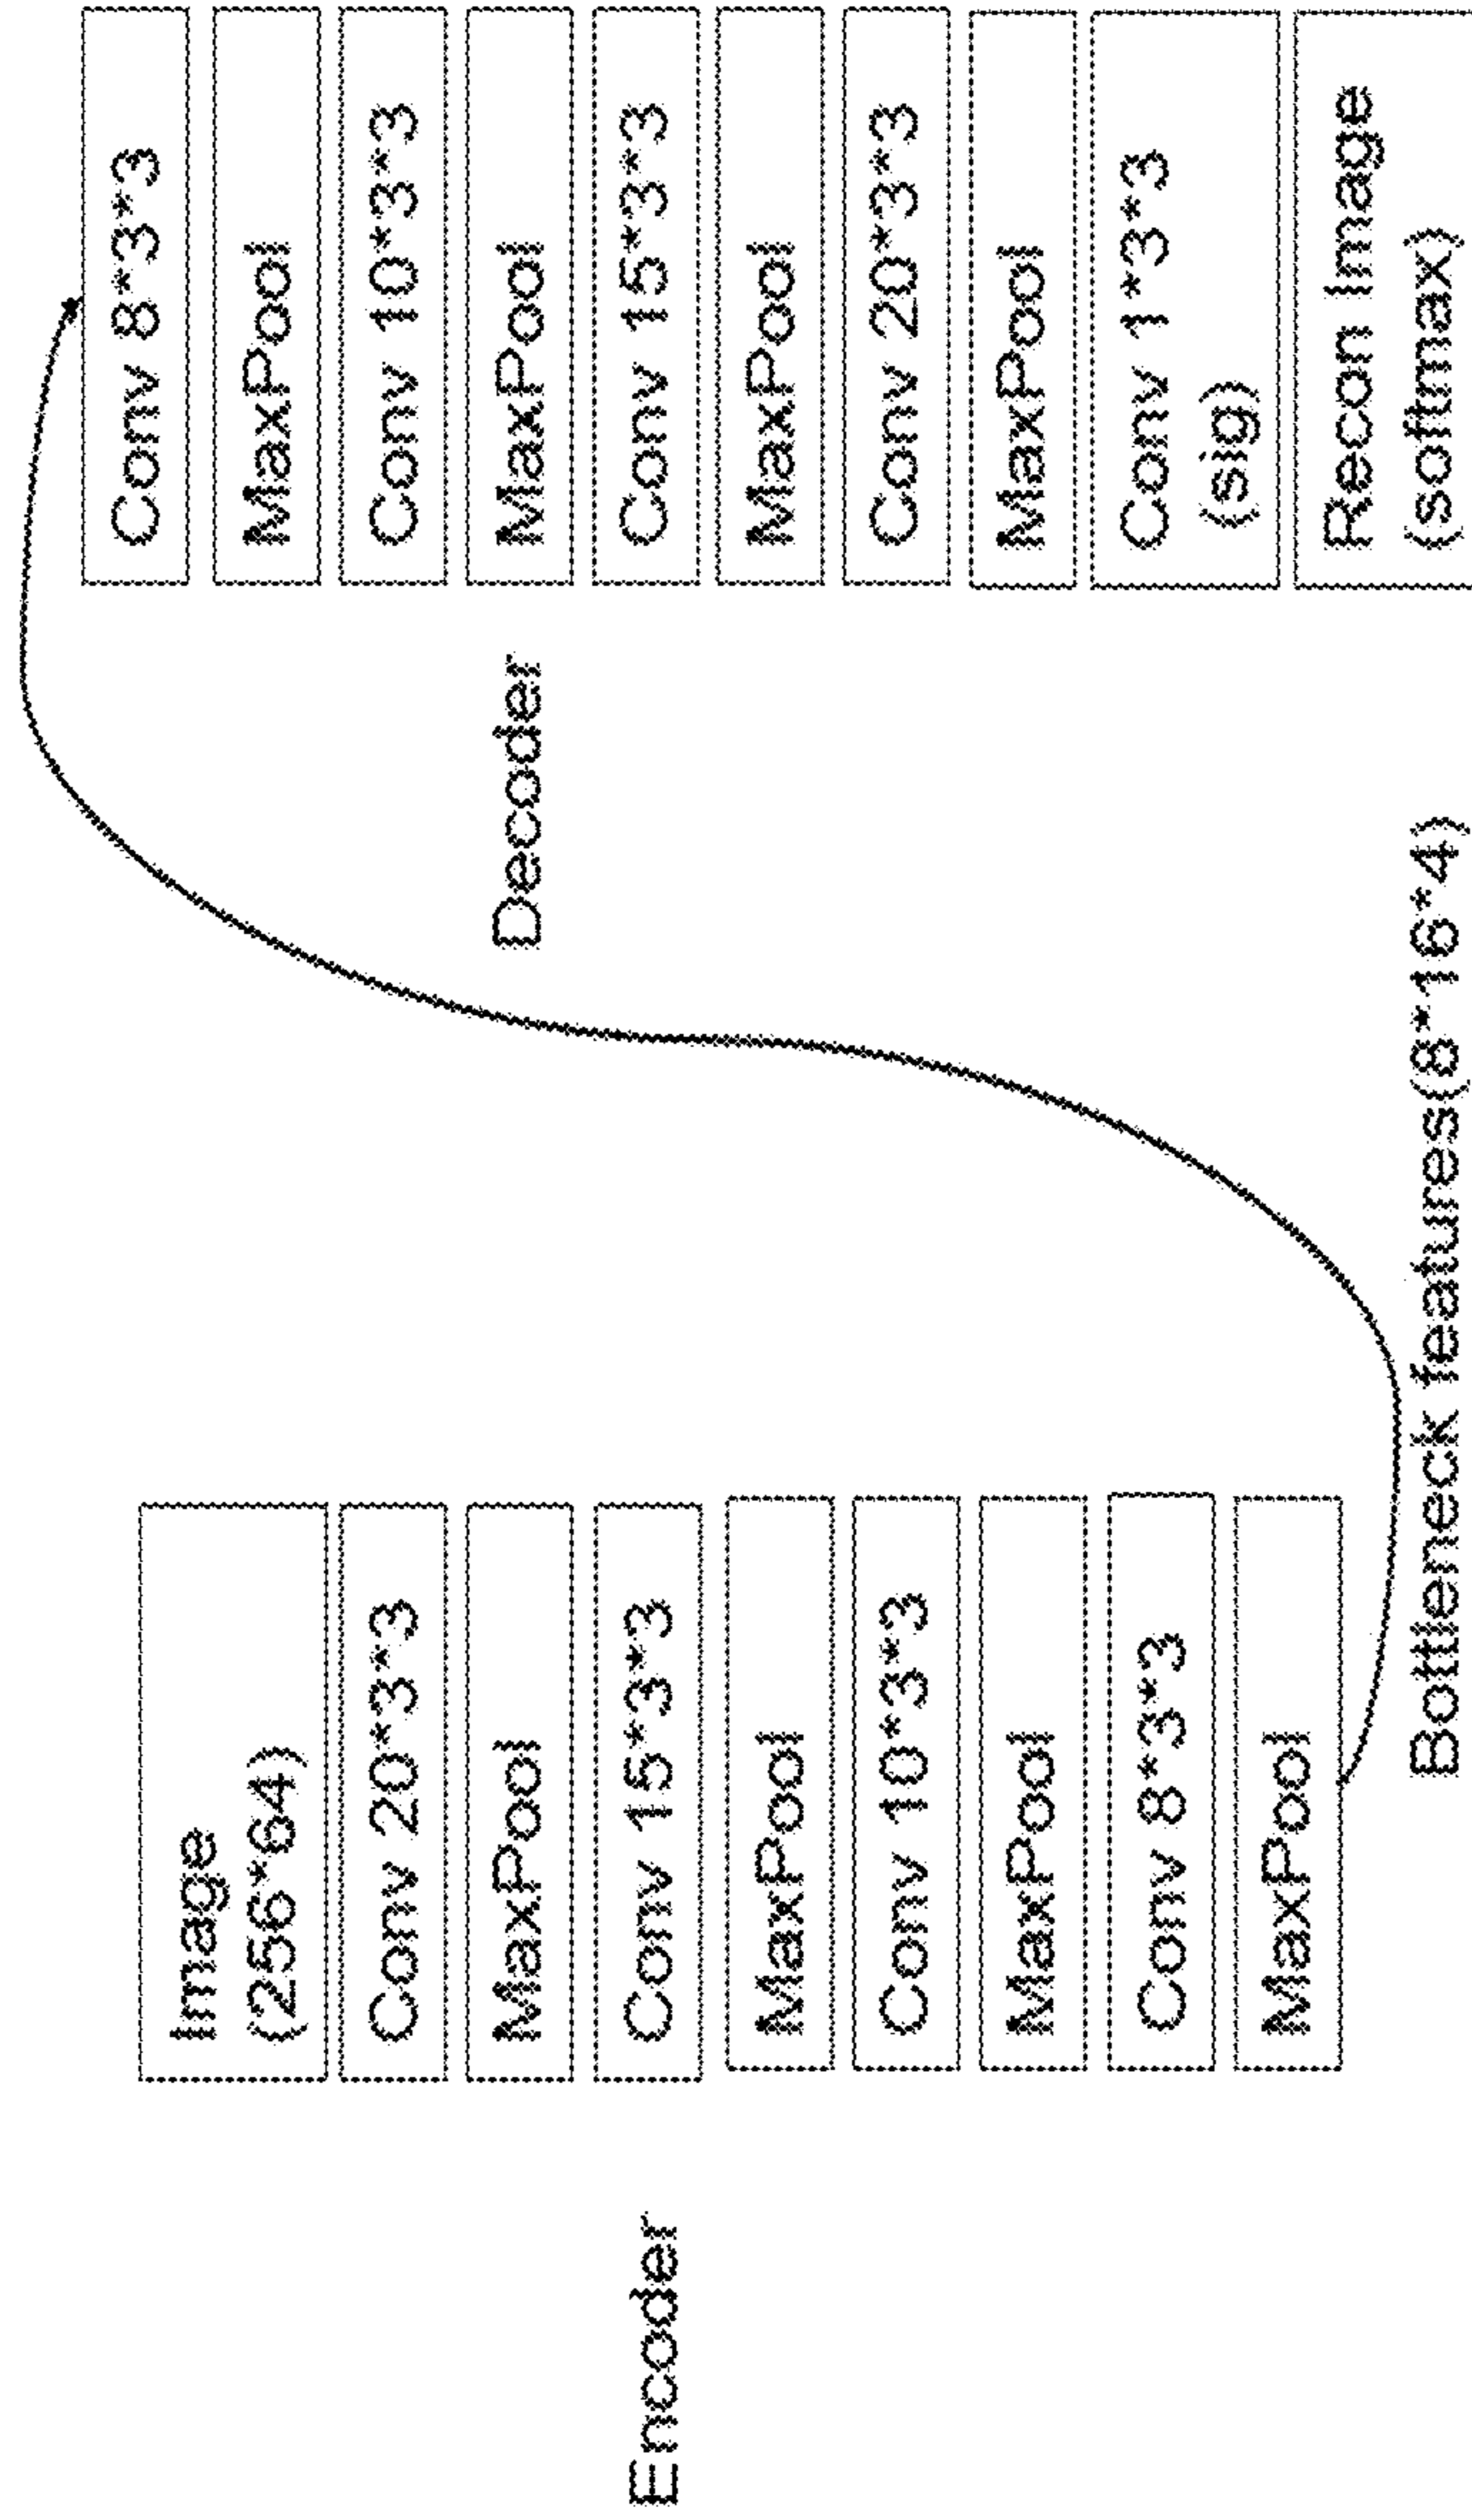 Encoder
Image
(256*64)
Conv 20*3*3
MaxPool
Conv 15*3*3
MaxPool
Conv 10*3*3
MaxPool
Conv 8*3*3
MaxPool
Bottleneck features(8*16*4)
Decoder
Conv 8*3*3
MaxPool
Conv 10*3*3
MaxPool
Conv 15*3*3
MaxPool
Conv 20*3*3
MaxPool
Conv 1*3*3
(sig)
Recon Image
(softmax)